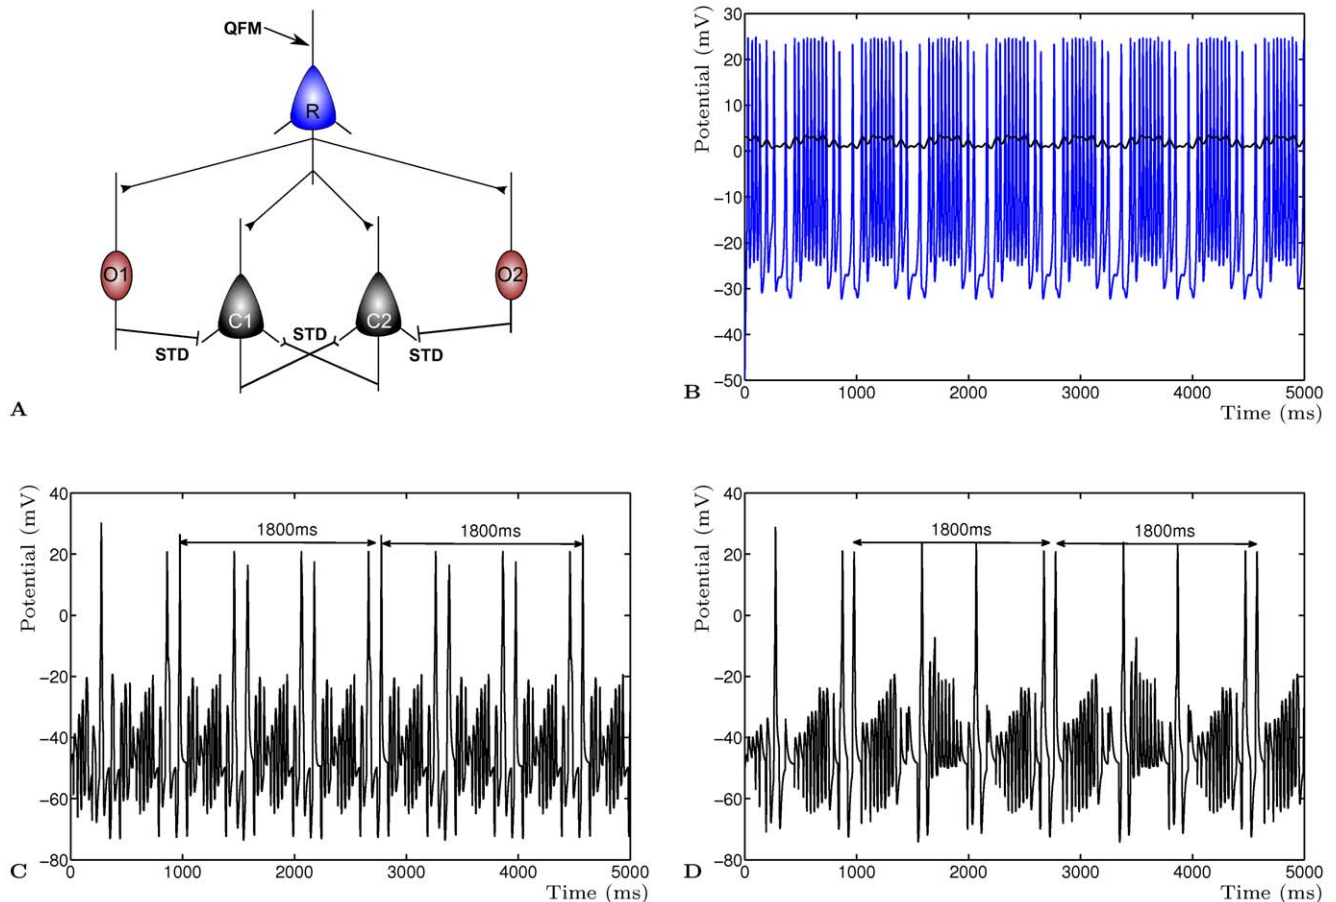 QFM
R
O1
O2
C1
C2
STD
STD
STD
A
Potential (mV)
30
20
10
0
−10
−20
−30
−40
−50
0
1000
2000
3000
4000
5000
Time (ms)
B
Potential (mV)
40
20
0
−20
−40
−60
−80
1800ms
1800ms
0
1000
2000
3000
4000
5000
Time (ms)
C
Potential (mV)
40
20
0
−20
−40
−60
−80
1800ms
1800ms
0
1000
2000
3000
4000
5000
Time (ms)
D